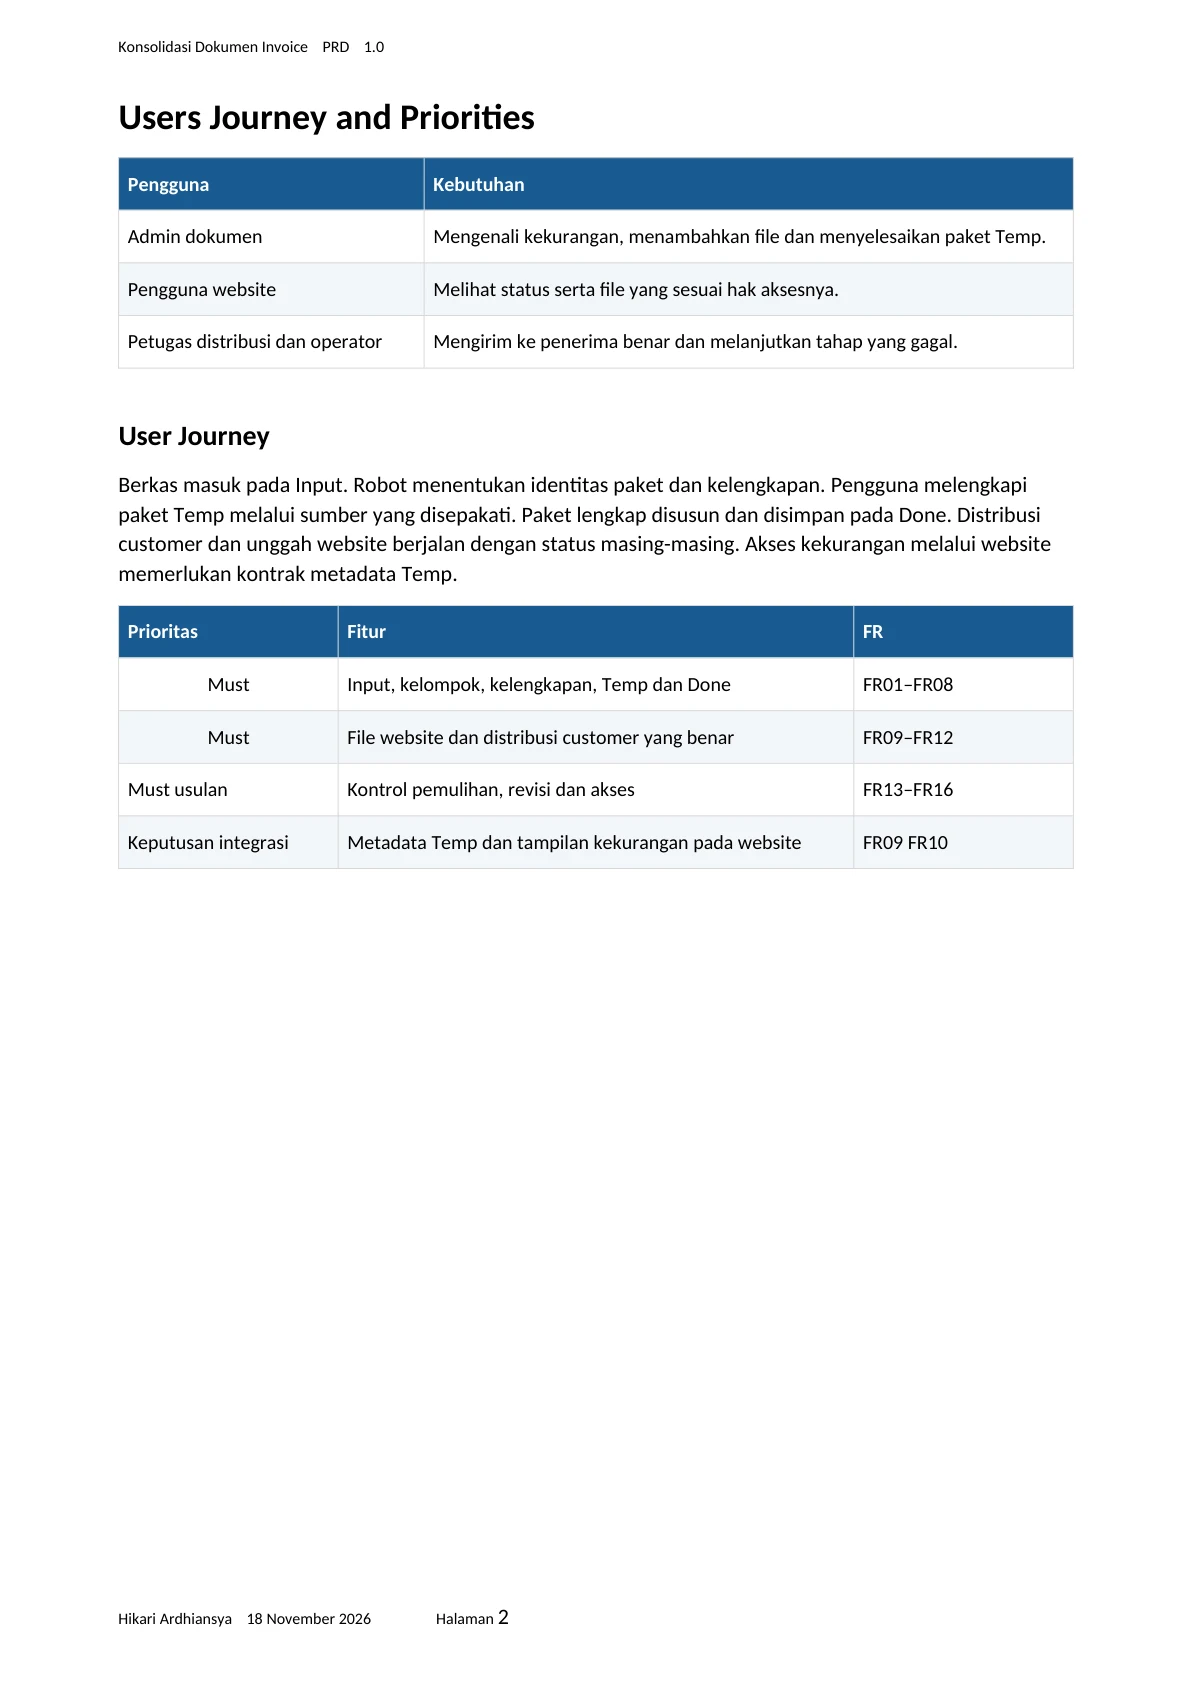 Konsolidasi Dokumen Invoice PRD 1.0
Users Journey and Priorities
Pengguna Kebutuhan
Admin dokumen Mengenali kekurangan, menambahkan file dan menyelesaikan paket Temp.
Pengguna website Melihat status serta file yang sesuai hak aksesnya.
Petugas distribusi dan operator Mengirim ke penerima benar dan melanjutkan tahap yang gagal.
User Journey
Berkas masuk pada Input. Robot menentukan identitas paket dan kelengkapan. Pengguna melengkapi
paket Temp melalui sumber yang disepakati. Paket lengkap disusun dan disimpan pada Done. Distribusi
customer dan unggah website berjalan dengan status masing-masing. Akses kekurangan melalui website
memerlukan kontrak metadata Temp.
Prioritas Fitur FR
Must Input, kelompok, kelengkapan, Temp dan Done FR01–FR08
Must File website dan distribusi customer yang benar FR09–FR12
Must usulan Kontrol pemulihan, revisi dan akses FR13–FR16
Keputusan integrasi Metadata Temp dan tampilan kekurangan pada website FR09 FR10
Hikari Ardhiansya 18 November 2026 Halaman 2